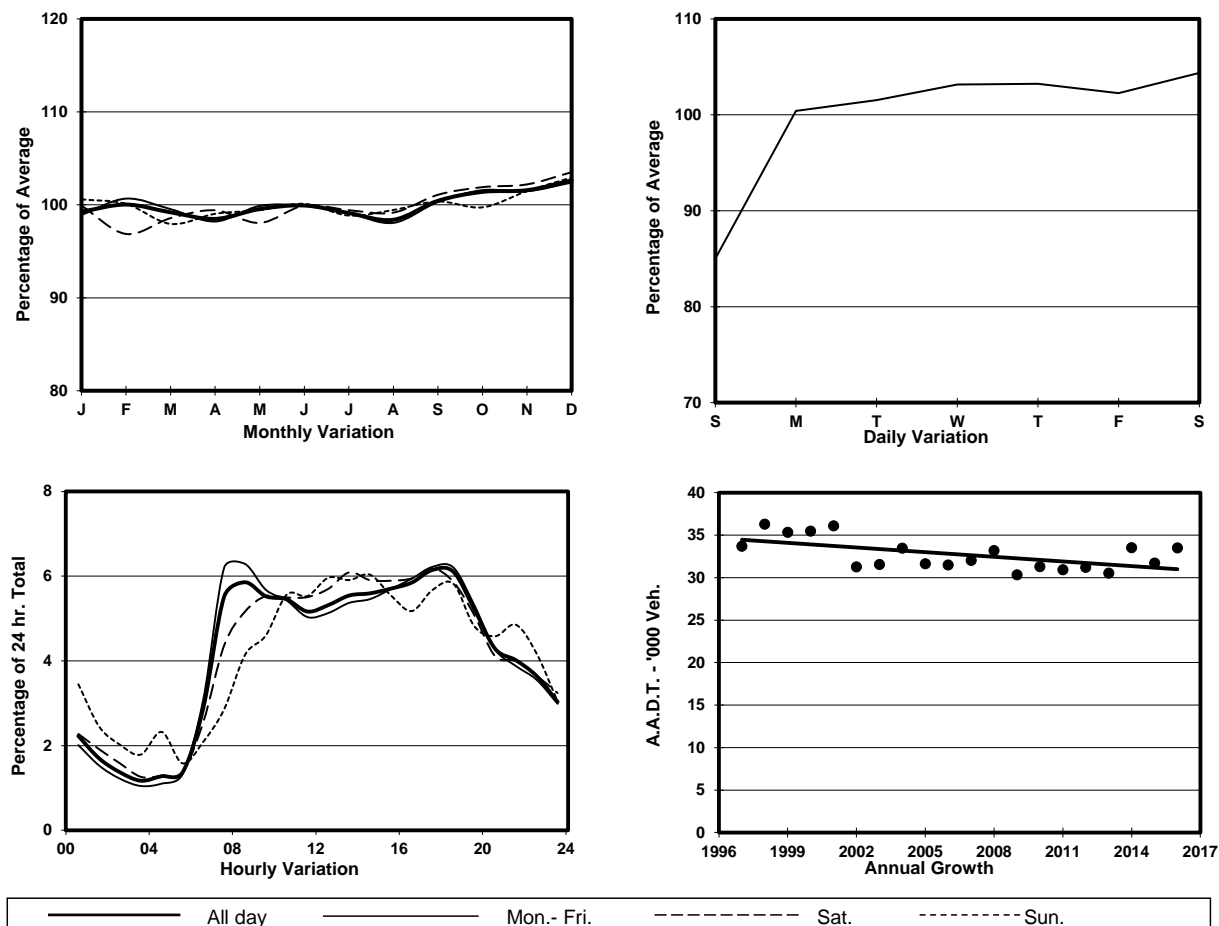 120
110
100
90
80
Percentage of Average
J F M A M J J A S O N D
Monthly Variation
110
100
90
80
70
Percentage of Average
S M T W T F S
Daily Variation
8
6
4
2
0
Percentage of 24 hr. Total
00 04 08 12 16 20 24
Hourly Variation
40
35
30
25
20
15
10
5
0
A.A.D.T. - '000 Veh.
1996 1999 2002 2005 2008 2011 2014 2017
Annual Growth
All day Mon.- Fri. Sat. Sun.